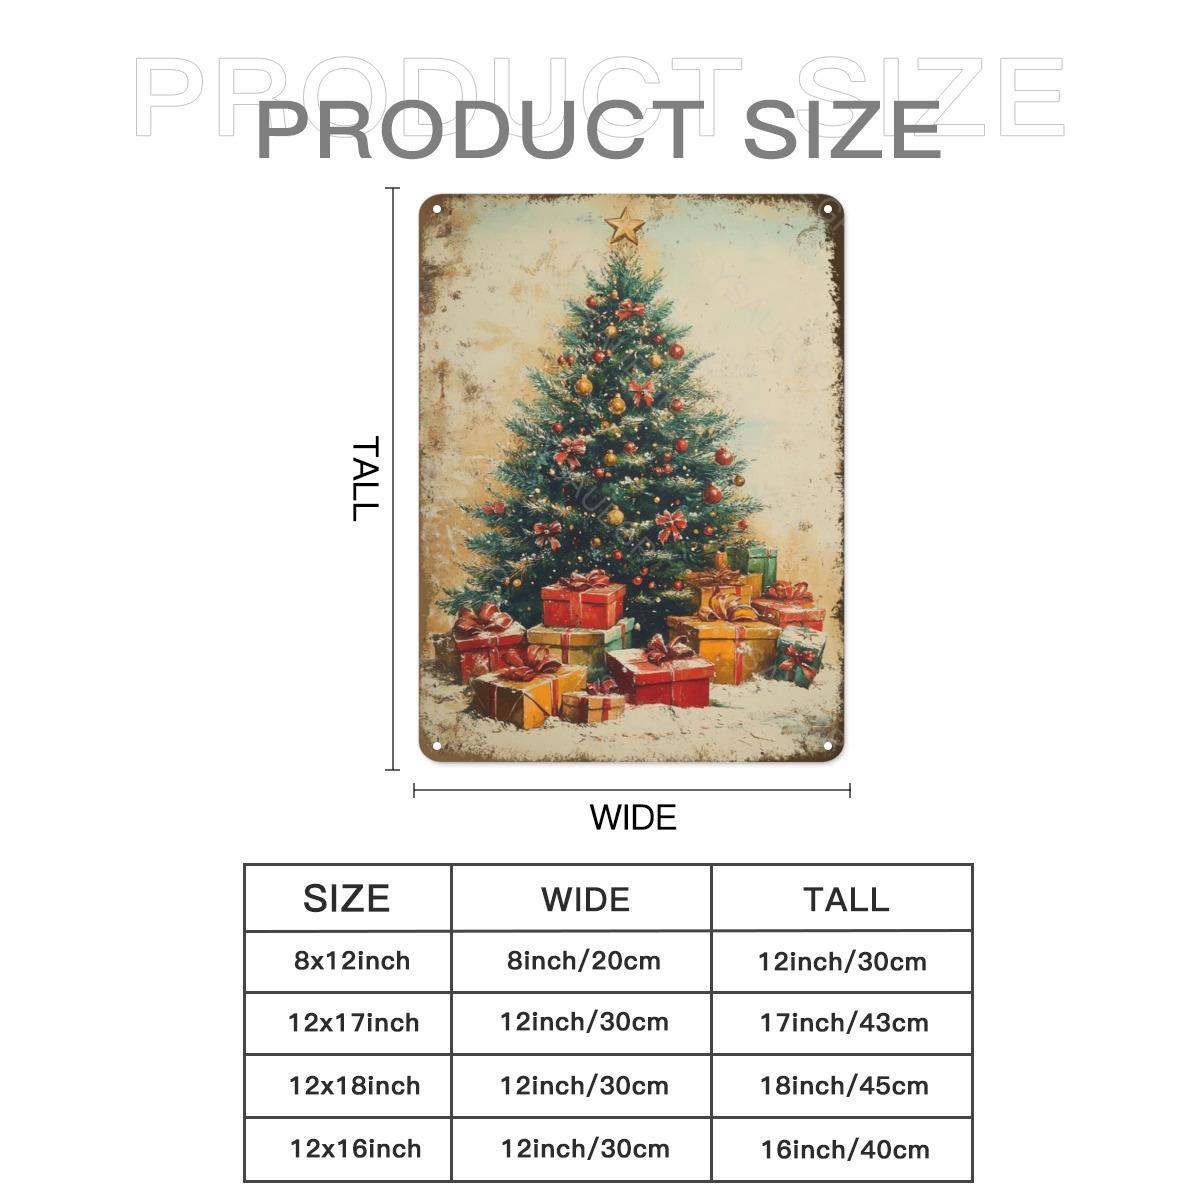 PRODUCT SIZE
PRODUCT SIZE
TALL
WIDE
SIZE WIDE TALL
8x12inch 8inch/20cm 12inch/30cm
12x17inch 12inch/30cm 17inch/43cm
12x18inch 12inch/30cm 18inch/45cm
12x16inch 12inch/30cm 16inch/40cm